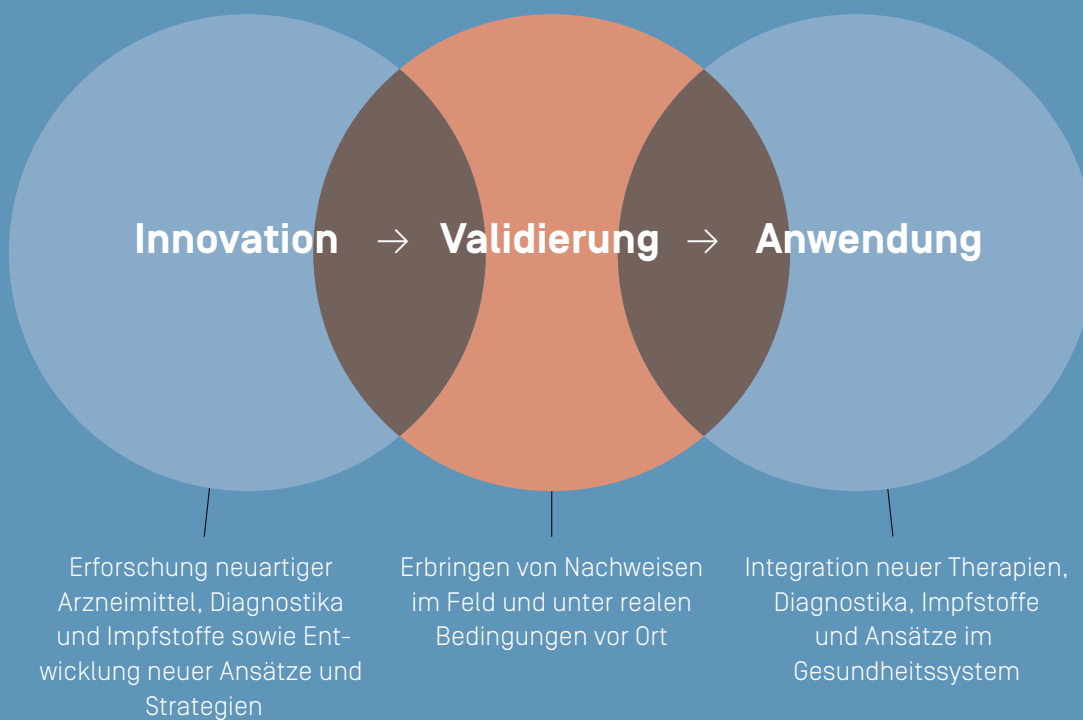 Innovation → Validierung → Anwendung
Erforschung neuartiger
Arzneimittel, Diagnostika
und Impfstoffe sowie Ent-
wicklung neuer Ansätze und
Strategien
Erbringen von Nachweisen
im Feld und unter realen
Bedingungen vor Ort
Integration neuer Therapien,
Diagnostika, Impfstoffe
und Ansätze im
Gesundheitssystem